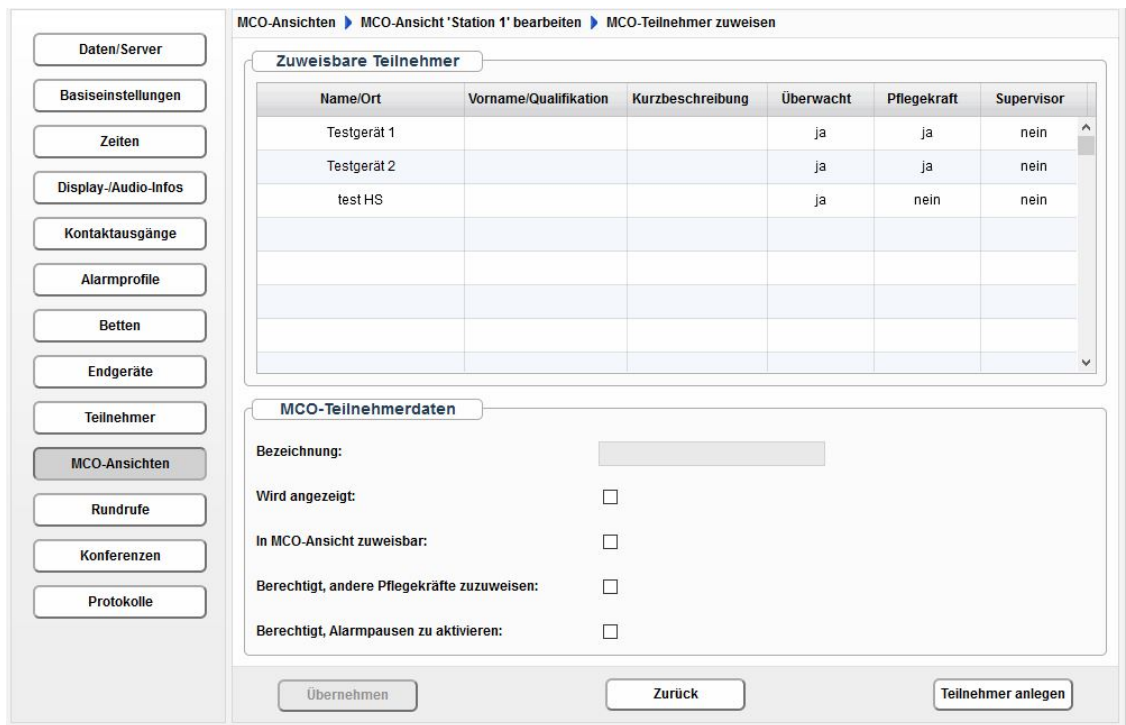 MCO-Ansichten MCO-Ansicht 'Station 1' bearbeiten MCO-Teilnehmer zuweisen
Daten/Server
Basiseinstellungen
Zeiten
Display-/Audio-Infos
Kontaktausgänge
Alarmprofile
Betten
Endgeräte
Teilnehmer
MCO-Ansichten
Rundrufe
Konferenzen
Protokolle
Zuweisbare Teilnehmer
Name/Ort Vorname/Qualifikation Kurzbeschreibung Überwacht Pflegekraft Supervisor
Testgerät 1 ja ja nein
Testgerät 2 ja ja nein
test HS ja nein nein
MCO-Teilnehmerdaten
Bezeichnung:
Wird angezeigt:
In MCO-Ansicht zuweisbar:
Berechtigt, andere Pflegekräfte zuzuweisen:
Berechtigt, Alarmpausen zu aktivieren:
Übernehmen Zurück Teilnehmer anlegen